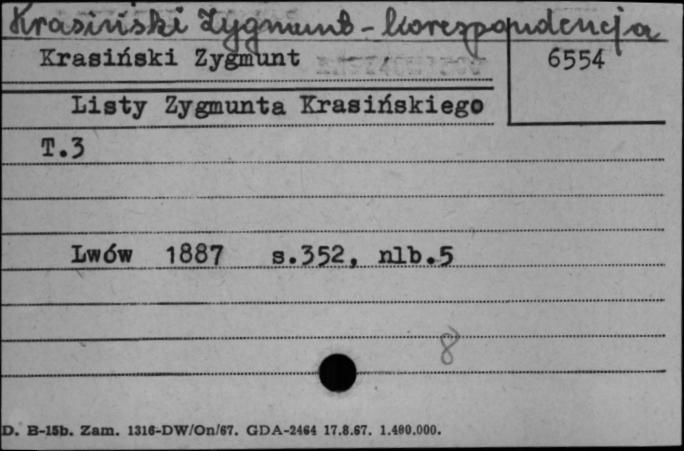 Krasiński Zygmunt - korespondencja
Krasiński Zygmunt 6554
Listy Zygmunta Krasińskiego
T.3
Lwów 1887 s.352, nlb.5
8
D. B-15b. Zam. 1316-DW/On/67. GDA-2464 17.8.67. 1.400.000.